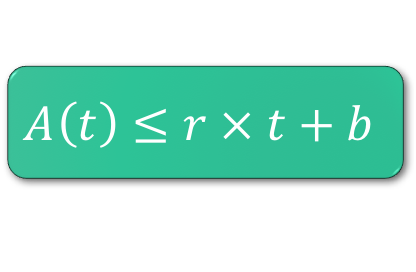 A(t) ≤ r × t + b